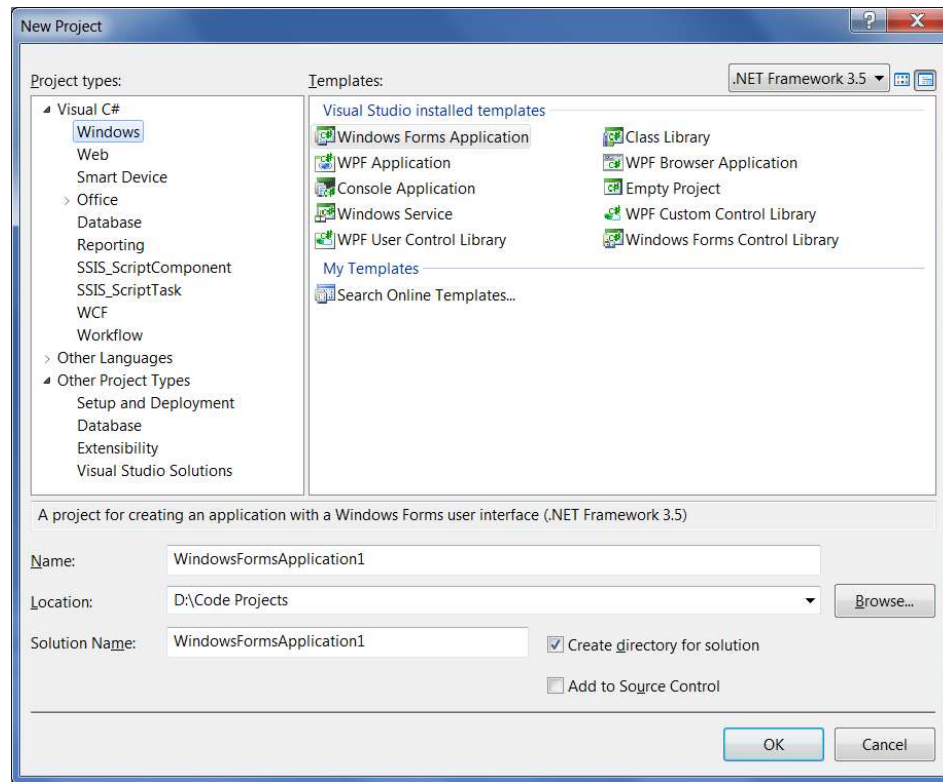 New Project
Project types:
Templates:
.NET Framework 3.5
Visual C#
Windows
Web
Smart Device
Office
Database
Reporting
SSIS_ScriptComponent
SSIS_ScriptTask
WCF
Workflow
Other Languages
Other Project Types
Setup and Deployment
Database
Extensibility
Visual Studio Solutions
Visual Studio installed templates
Windows Forms Application
Class Library
WPF Application
WPF Browser Application
Console Application
Empty Project
Windows Service
WPF Custom Control Library
WPF User Control Library
Windows Forms Control Library
My Templates
Search Online Templates...
A project for creating an application with a Windows Forms user interface (.NET Framework 3.5)
Name:
WindowsFormsApplication1
Location:
D:\Code Projects
Browse...
Solution Name:
WindowsFormsApplication1
Create directory for solution
Add to Source Control
OK
Cancel